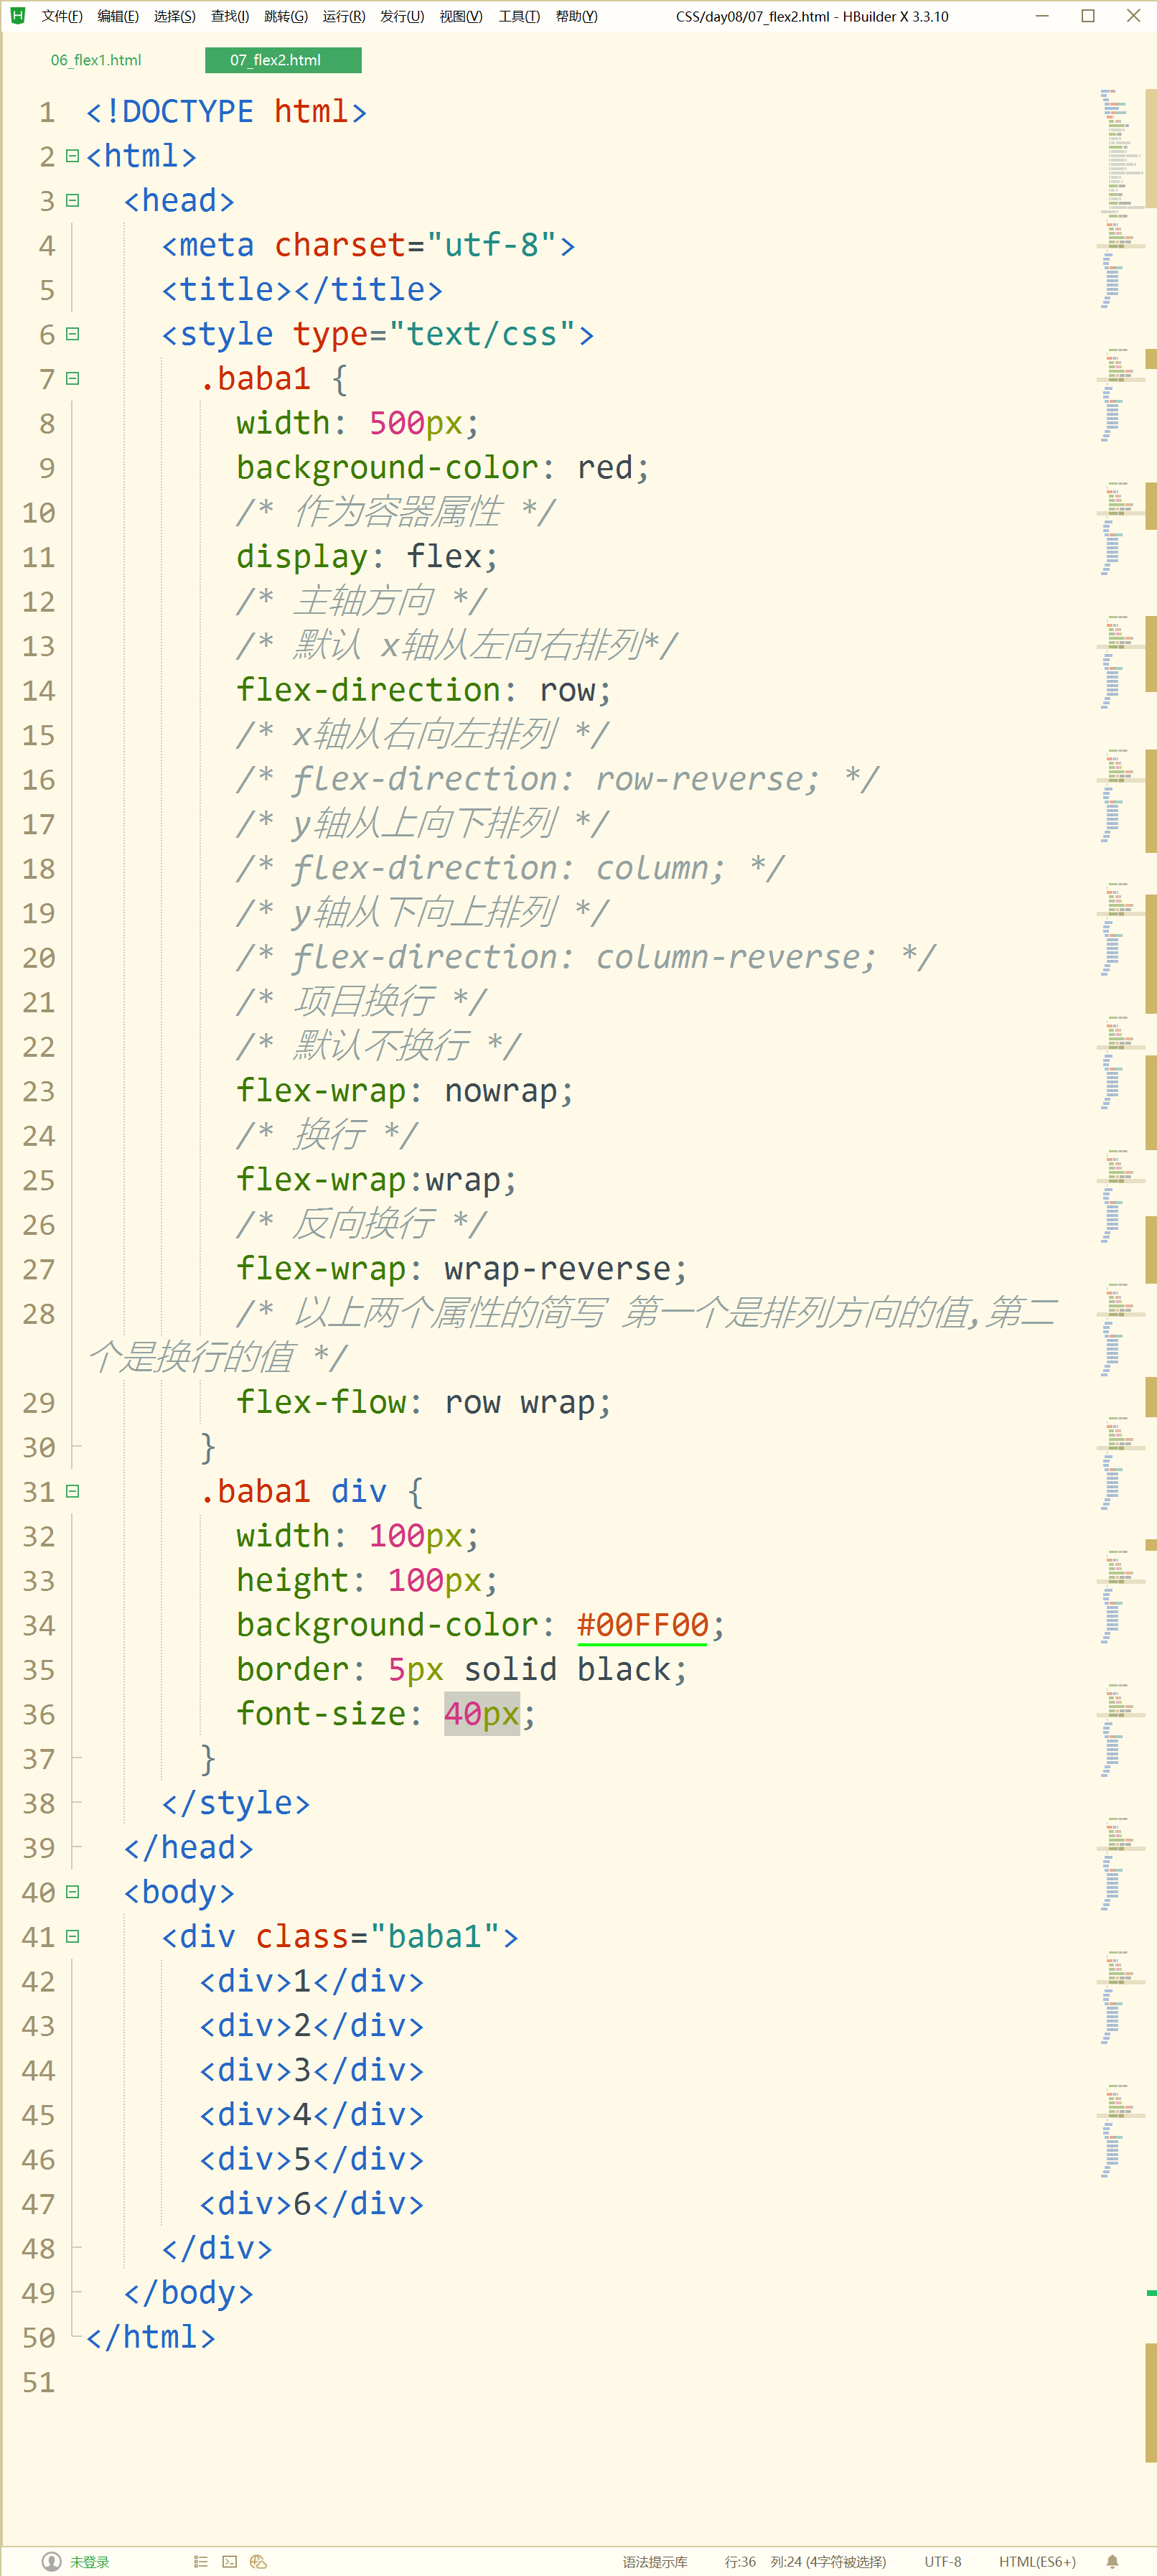 文件(F) 编辑(E) 选择(S) 查找(I) 跳转(G) 运行(R) 发行(U) 视图(V) 工具(T) 帮助(Y) CSS/day08/07_flex2.html - HBuilder X 3.3.10
06_flex1.html 07_flex2.html
1 <!DOCTYPE html>
2 <html>
3 <head>
4 <meta charset="utf-8">
5 <title></title>
6 <style type="text/css">
7 .baba1 {
8 width: 500px;
9 background-color: red;
10 /* 作为容器属性 */
11 display: flex;
12 /* 主轴方向 */
13 /* 默认 x轴从左向右排列*/
14 flex-direction: row;
15 /* x轴从右向左排列 */
16 /* flex-direction: row-reverse; */
17 /* y轴从上向下排列 */
18 /* flex-direction: column; */
19 /* y轴从下向上排列 */
20 /* flex-direction: column-reverse; */
21 /* 项目换行 */
22 /* 默认不换行 */
23 flex-wrap: nowrap;
24 /* 换行 */
25 flex-wrap:wrap;
26 /* 反向换行 */
27 flex-wrap: wrap-reverse;
28 /* 以上两个属性的简写 第一个是排列方向的值,第二
个是换行的值 */
29 flex-flow: row wrap;
30 }
31 .baba1 div {
32 width: 100px;
33 height: 100px;
34 background-color: #00FF00;
35 border: 5px solid black;
36 font-size: 40px;
37 }
38 </style>
39 </head>
40 <body>
41 <div class="baba1">
42 <div>1</div>
43 <div>2</div>
44 <div>3</div>
45 <div>4</div>
46 <div>5</div>
47 <div>6</div>
48 </div>
49 </body>
50 </html>
51
未登录 语法提示库 行:36 列:24 (4字符被选择) UTF-8 HTML(ES6+)